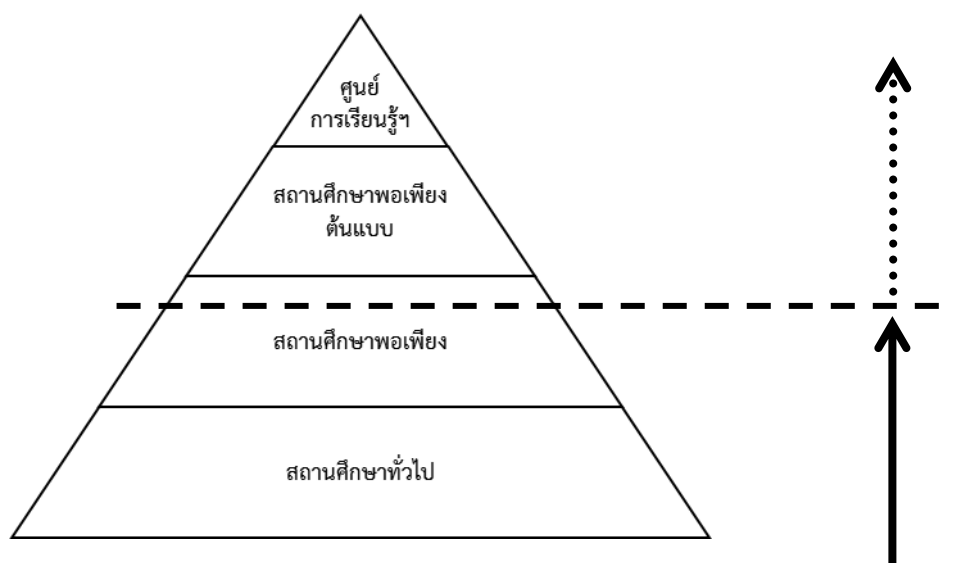 ศูนย์
การเรียนรู้ฯ
สถานศึกษาพอเพียง
ต้นแบบ
สถานศึกษาพอเพียง
สถานศึกษาทั่วไป